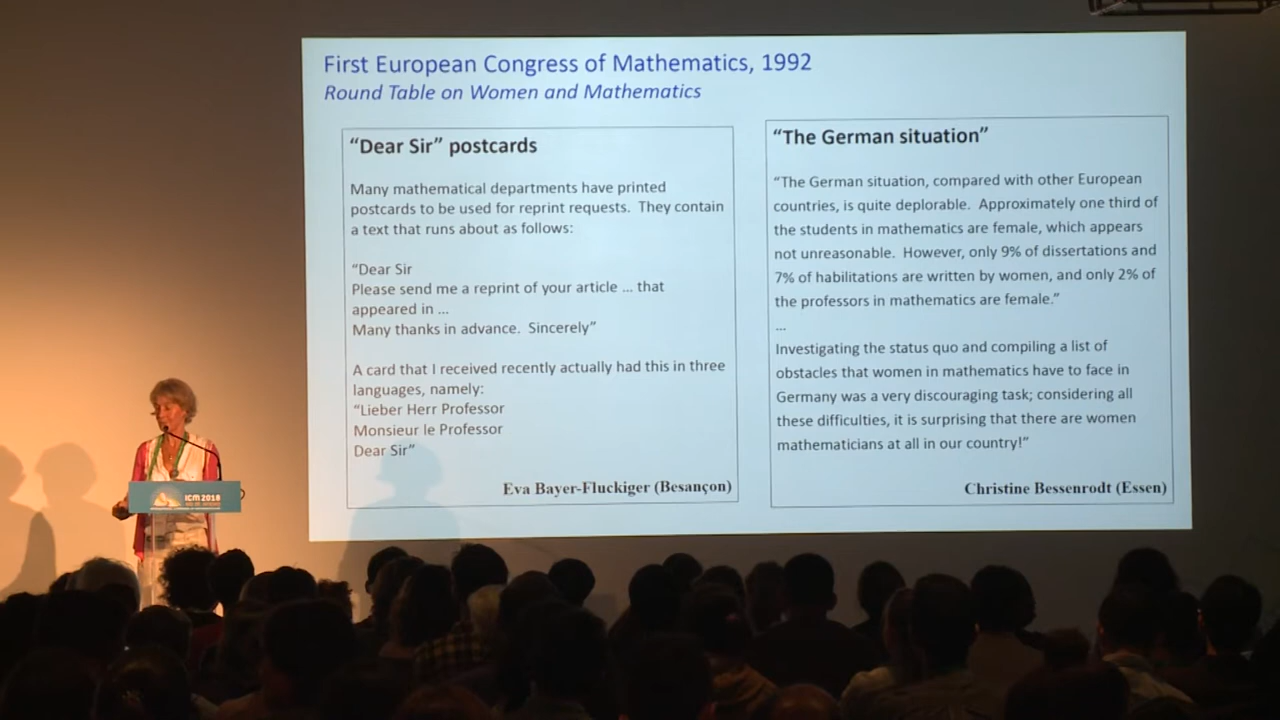 First European Congress of Mathematics, 1992
Round Table on Women and Mathematics
“Dear Sir” postcards
Many mathematical departments have printed
postcards to be used for reprint requests.  They contain
a text that runs about as follows:
“Dear Sir
Please send me a reprint of your article ... that
appeared in ...
Many thanks in advance.  Sincerely”
A card that I received recently actually had this in three
languages, namely:
“Lieber Herr Professor
Monsieur le Professor
Dear Sir”
Eva Bayer-Fluckiger (Besançon)
“The German situation”
“The German situation, compared with other European
countries, is quite deplorable.  Approximately one third of
the students in mathematics are female, which appears
not unreasonable.  However, only 9% of dissertations and
7% of habilitations are written by women, and only 2% of
the professors in mathematics are female.”
...
Investigating the status quo and compiling a list of
obstacles that women in mathematics have to face in
Germany was a very discouraging task; considering all
these difficulties, it is surprising that there are women
mathematicians at all in our country!”
Christine Bessenrodt (Essen)
ICM 2018